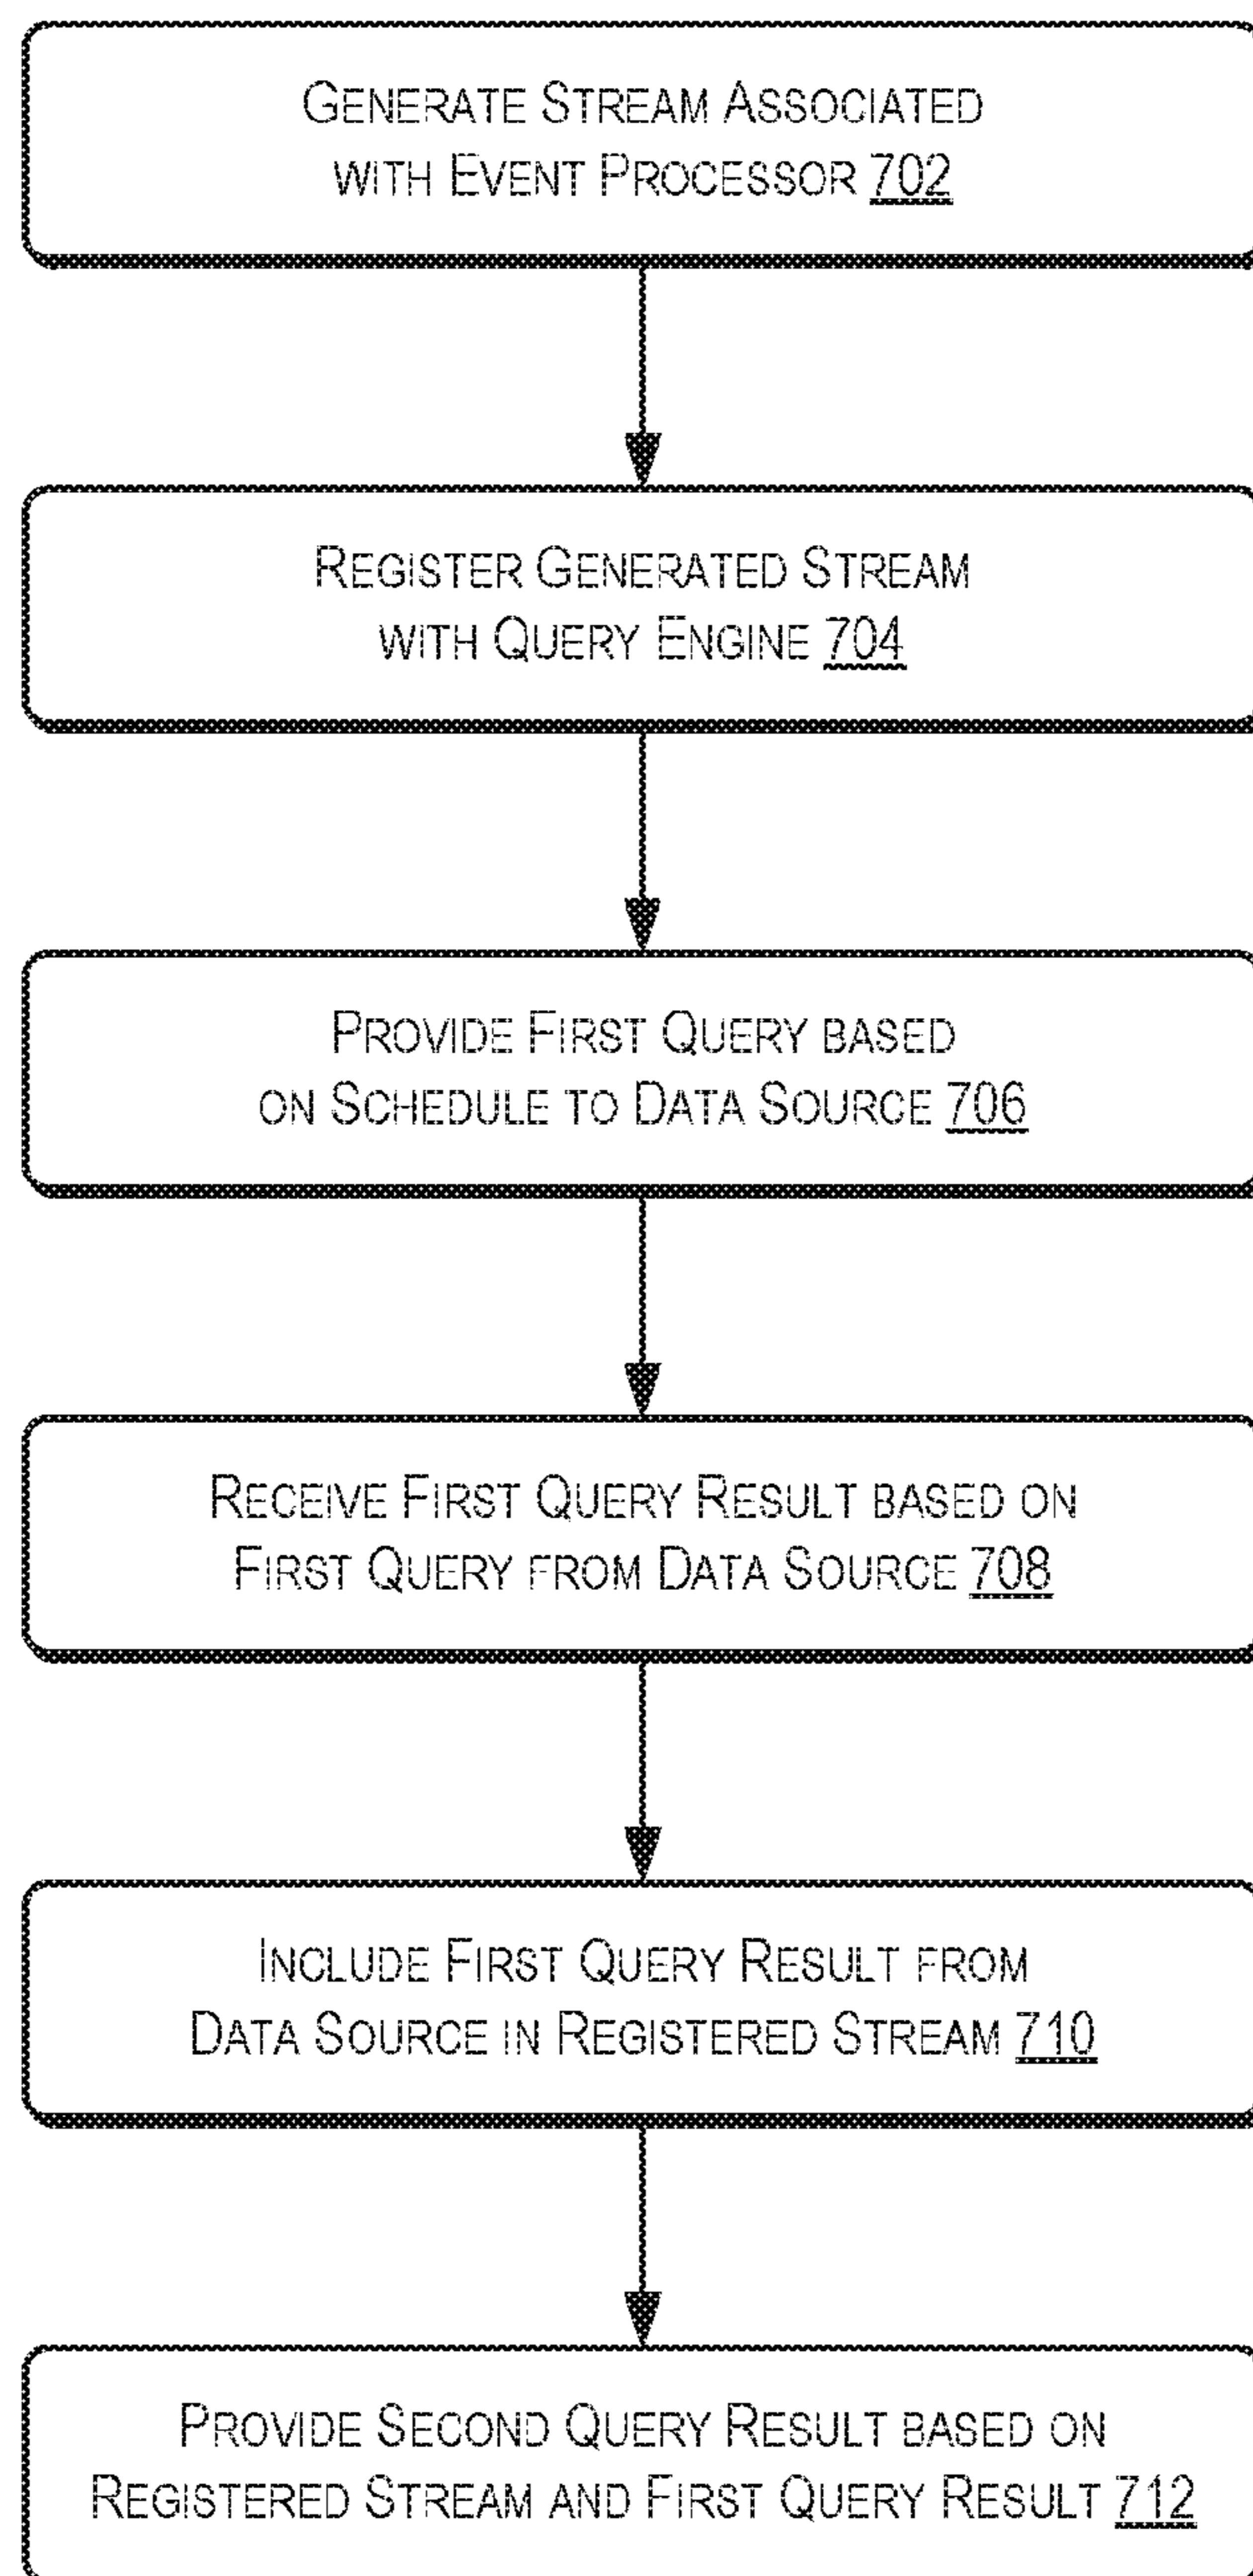 GENERATE STREAM ASSOCIATED
WITH EVENT PROCESSOR 702
REGISTER GENERATED STREAM
WITH QUERY ENGINE 704
PROVIDE FIRST QUERY BASED
ON SCHEDULE TO DATA SOURCE 706
RECEIVE FIRST QUERY RESULT BASED ON
FIRST QUERY FROM DATA SOURCE 708
INCLUDE FIRST QUERY RESULT FROM
DATA SOURCE IN REGISTERED STREAM 710
PROVIDE SECOND QUERY RESULT BASED ON
REGISTERED STREAM AND FIRST QUERY RESULT 712